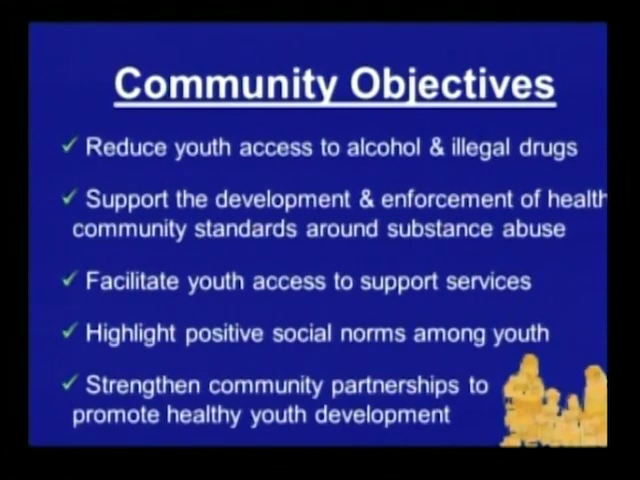 Community Objectives
✓ Reduce youth access to alcohol & illegal drugs
✓ Support the development & enforcement of health
community standards around substance abuse
✓ Facilitate youth access to support services
✓ Highlight positive social norms among youth
✓ Strengthen community partnerships to
promote healthy youth development